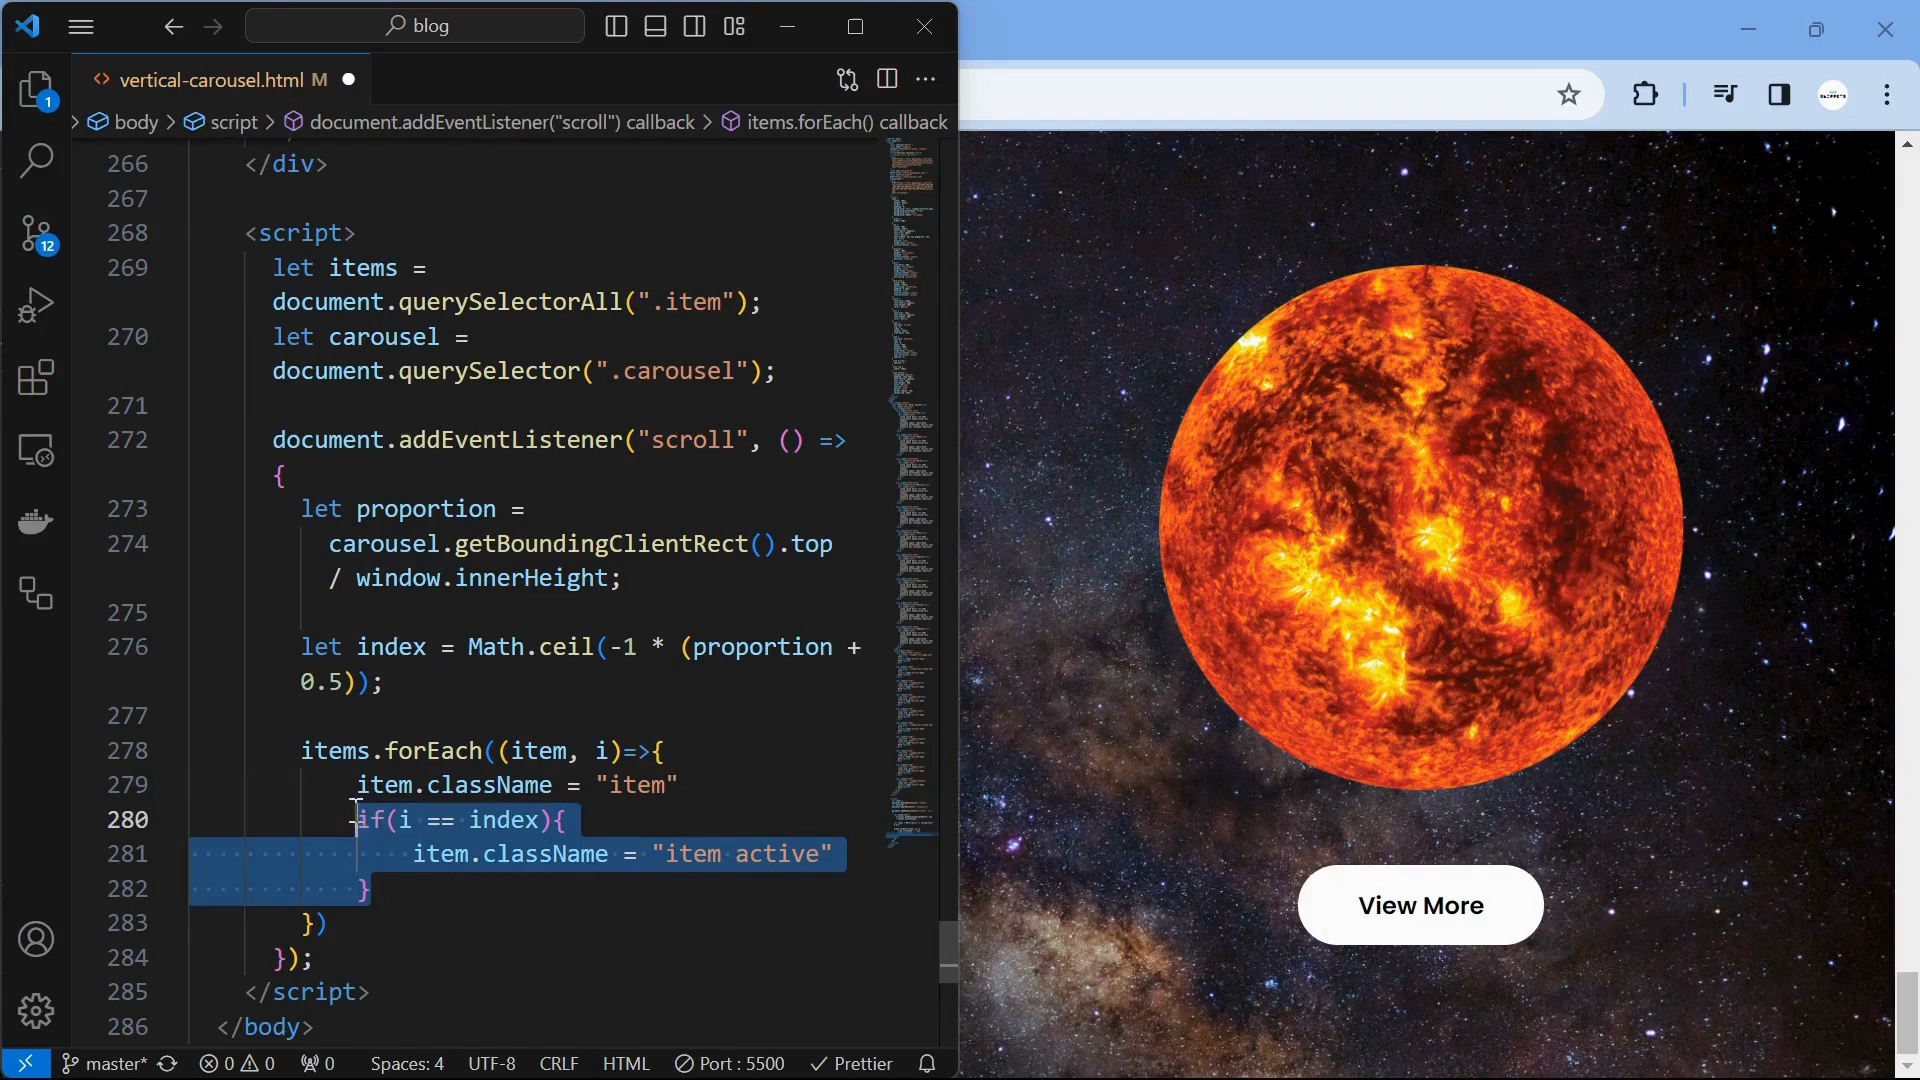 blog
vertical-carousel.html M
body > script > document.addEventListener("scroll") callback > items.forEach() callback
266 </div>
267
268 <script>
269 let items =
document.querySelectorAll(".item");
270 let carousel =
document.querySelector(".carousel");
271
272 document.addEventListener("scroll", () =>
{
273 let proportion =
274 carousel.getBoundingClientRect().top
/ window.innerHeight;
275
276 let index = Math.ceil(-1 * (proportion +
0.5));
277
278 items.forEach((item, i)=>{
279 item.className = "item"
280 if(i == index){
281 item.className = "item active"
282 }
283 })
284 });
285 </script>
286 </body>
1
12
master* 0 0 0 Spaces: 4 UTF-8 CRLF HTML Port : 5500 Prettier
View More